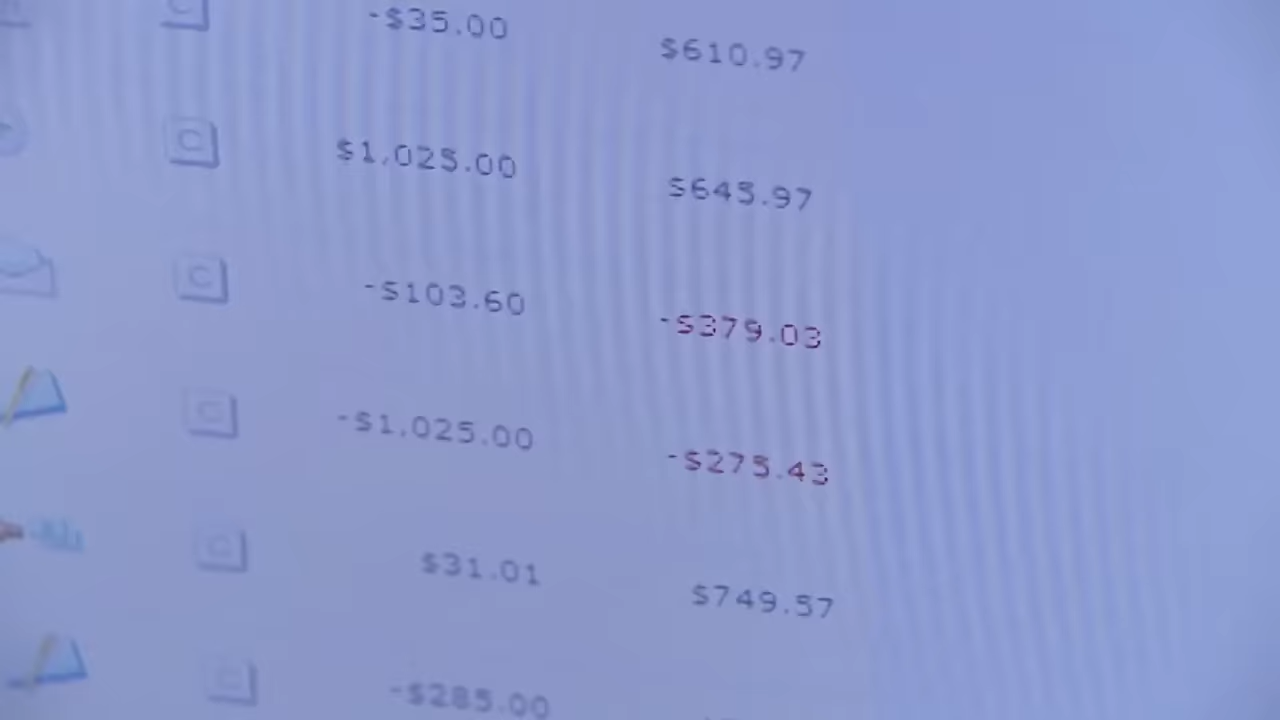 C -$35.00 $610.97
C $1,025.00 $645.97
C -$103.60 -$379.03
C -$1,025.00 -$275.43
C $31.01 $749.57
C -$285.00